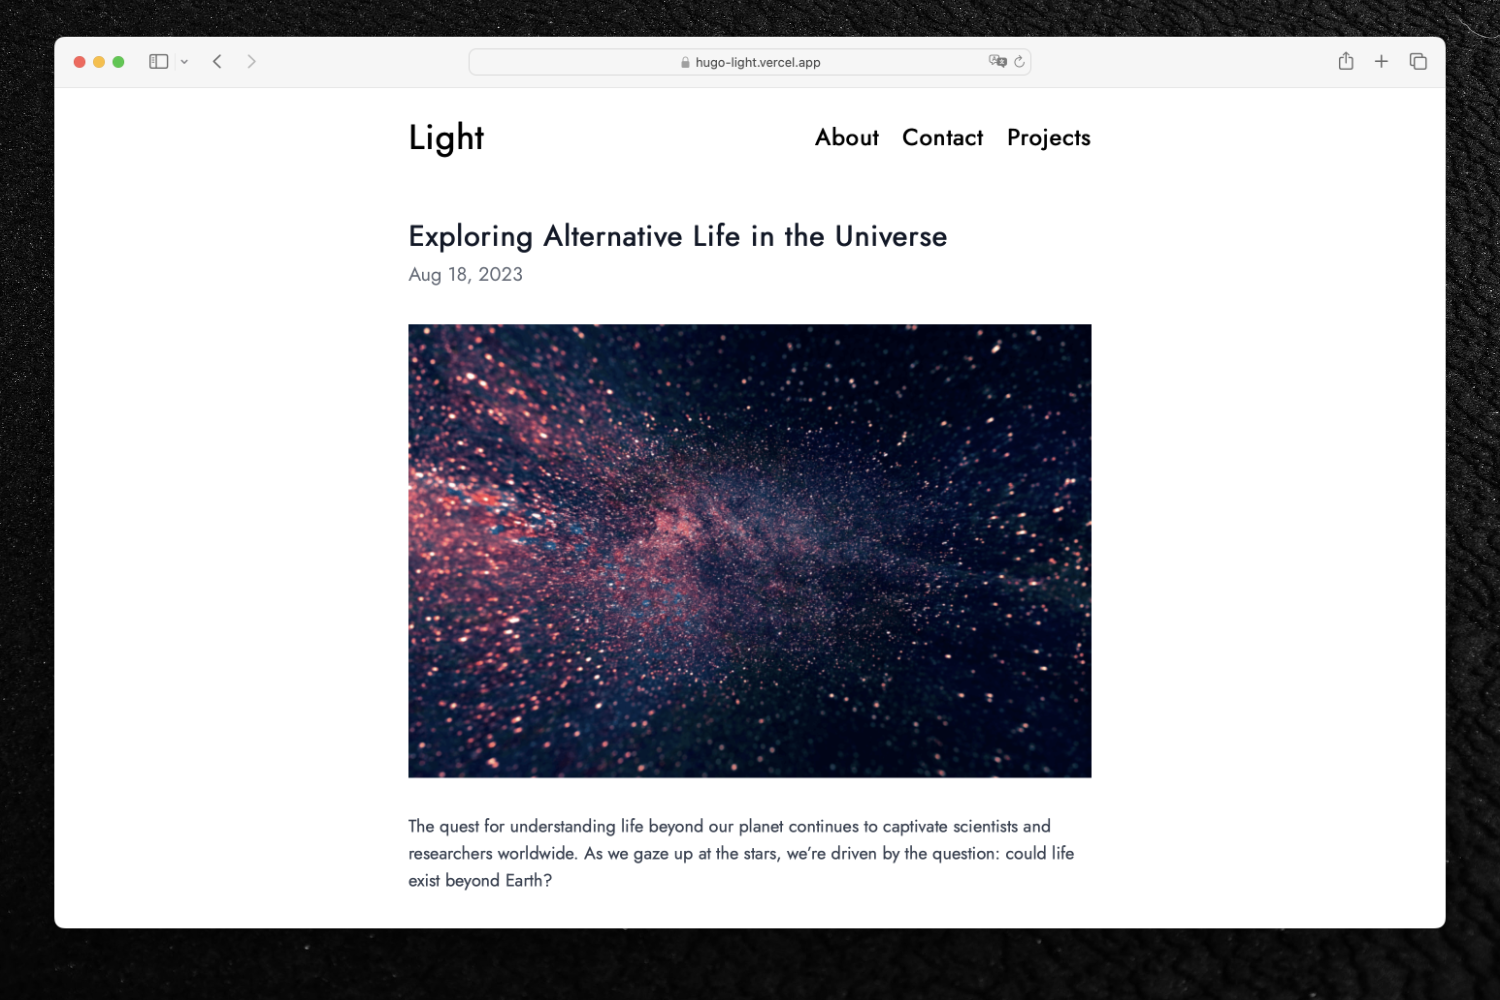 hugo-light.vercel.app
Light
About Contact Projects
Exploring Alternative Life in the Universe
Aug 18, 2023
The quest for understanding life beyond our planet continues to captivate scientists and
researchers worldwide. As we gaze up at the stars, we’re driven by the question: could life
exist beyond Earth?